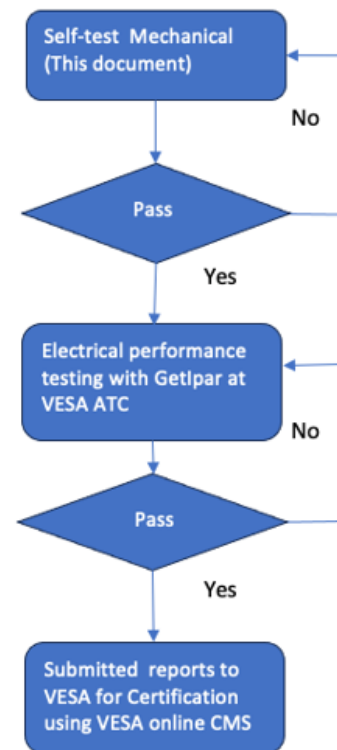 Self-test Mechanical
(This document)
No
Pass
Yes
Electrical performance
testing with GetIpar at
VESA ATC
No
Pass
Yes
Submitted reports to
VESA for Certification
using VESA online CMS